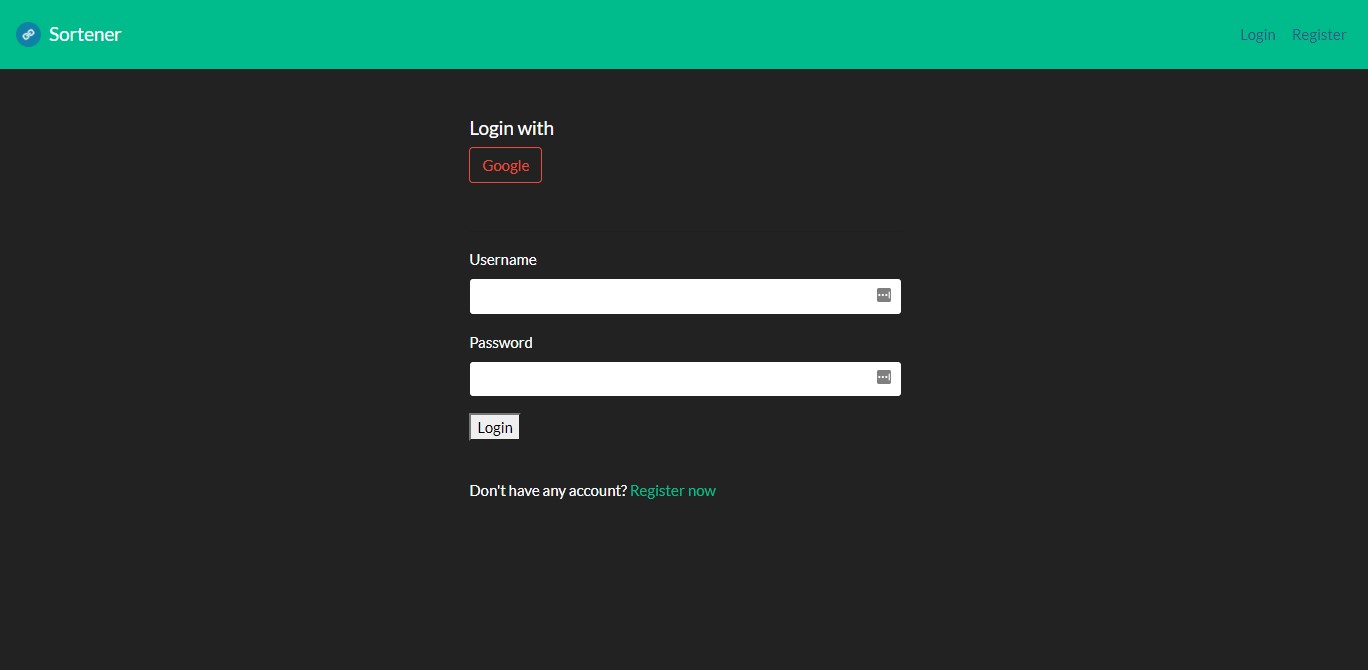 Sortener
Login Register
Login with
Google
Username
Password
Login
Don't have any account? Register now